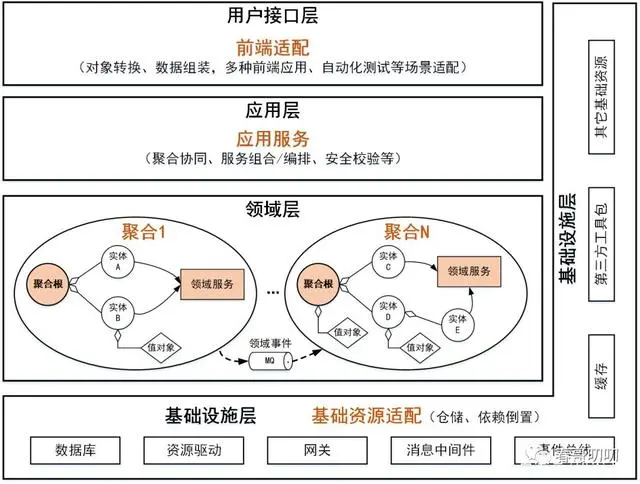 用户接口层
前端适配
（对象转换、数据组装，多种前端应用、自动化测试等场景适配）
应用层
应用服务
（聚合协同、服务组合/编排、安全校验等）
领域层
聚合1
聚合根
实体
A
实体
B
值对象
领域服务
...
聚合N
聚合根
实体
C
实体
D
实体
E
值对象
值对象
领域服务
领域事件
MQ
基础设施层
其它基础资源
第三方工具包
缓存
基础设施层
基础资源适配（仓储、依赖倒置）
数据库
资源驱动
网关
消息中间件
事件总线